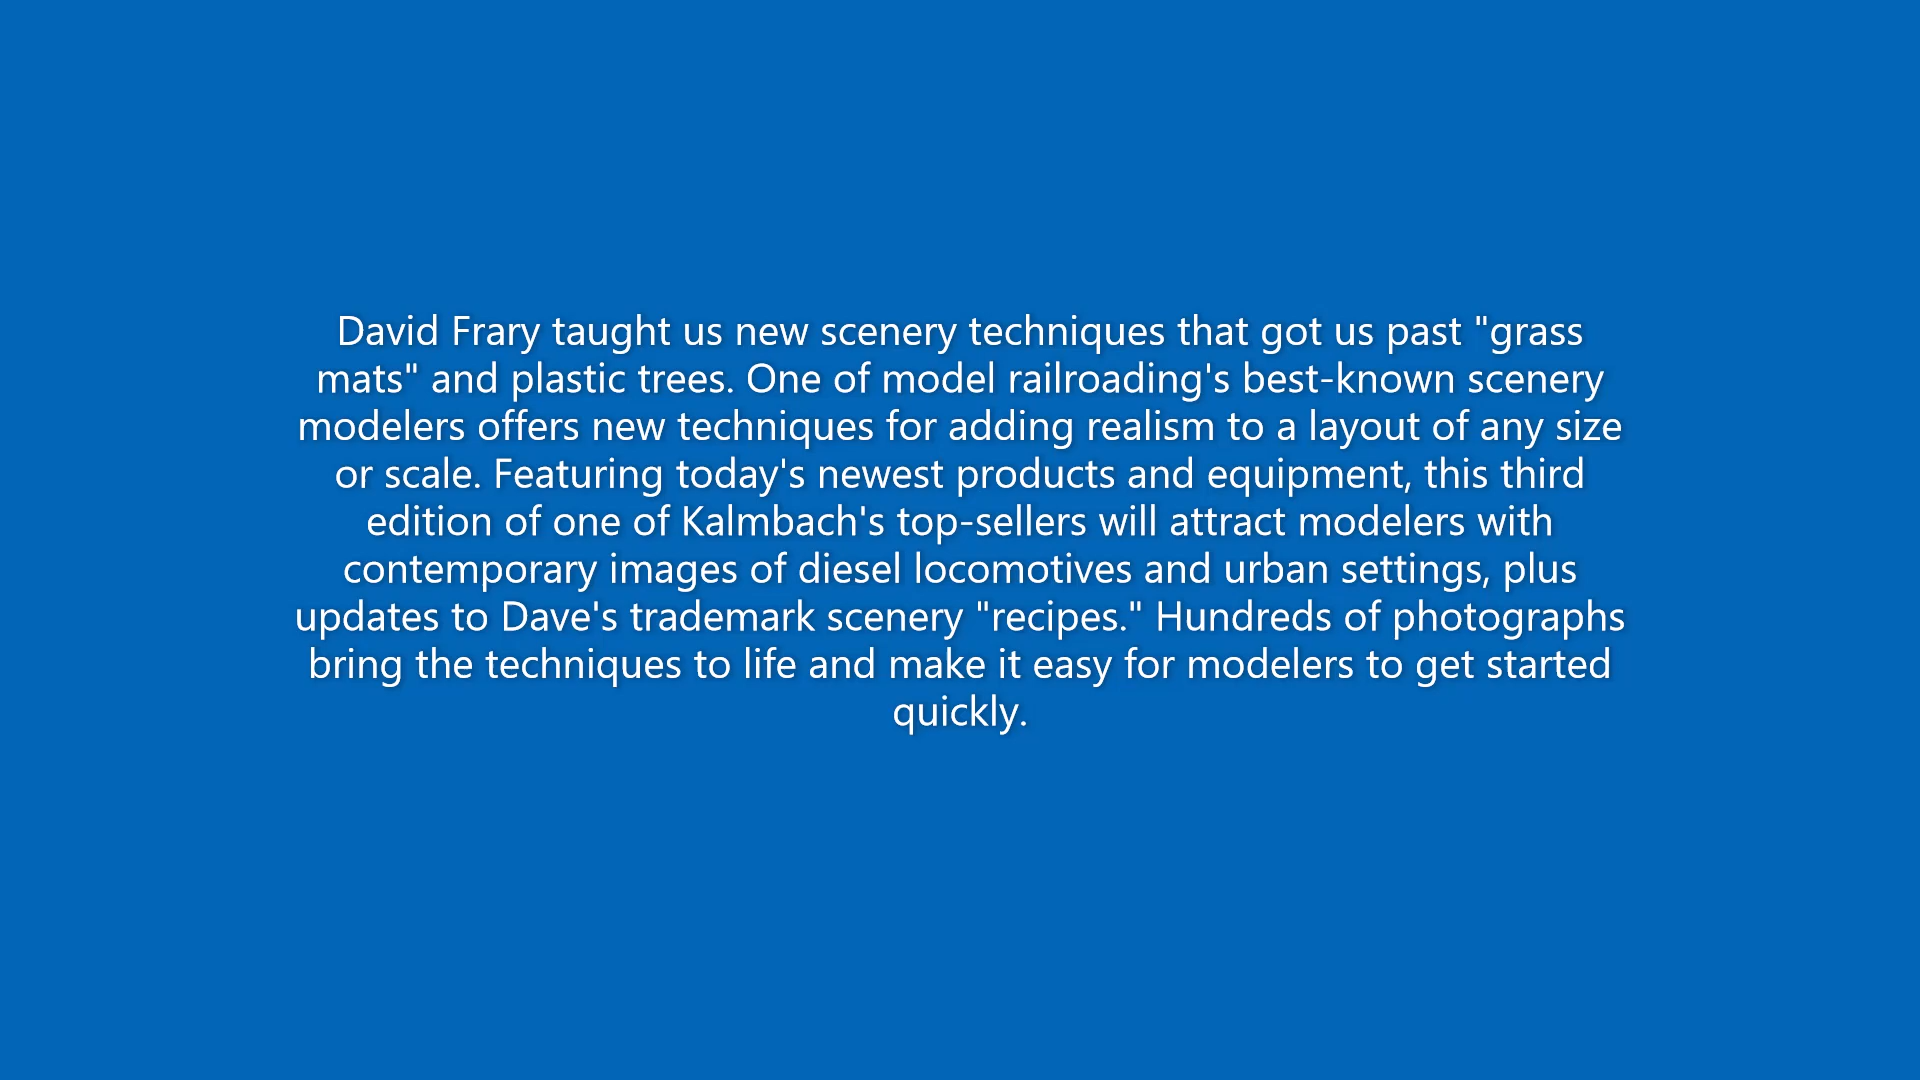 David Frary taught us new scenery techniques that got us past "grass
mats" and plastic trees. One of model railroading's best-known scenery
modelers offers new techniques for adding realism to a layout of any size
or scale. Featuring today's newest products and equipment, this third
edition of one of Kalmbach's top-sellers will attract modelers with
contemporary images of diesel locomotives and urban settings, plus
updates to Dave's trademark scenery "recipes." Hundreds of photographs
bring the techniques to life and make it easy for modelers to get started
quickly.